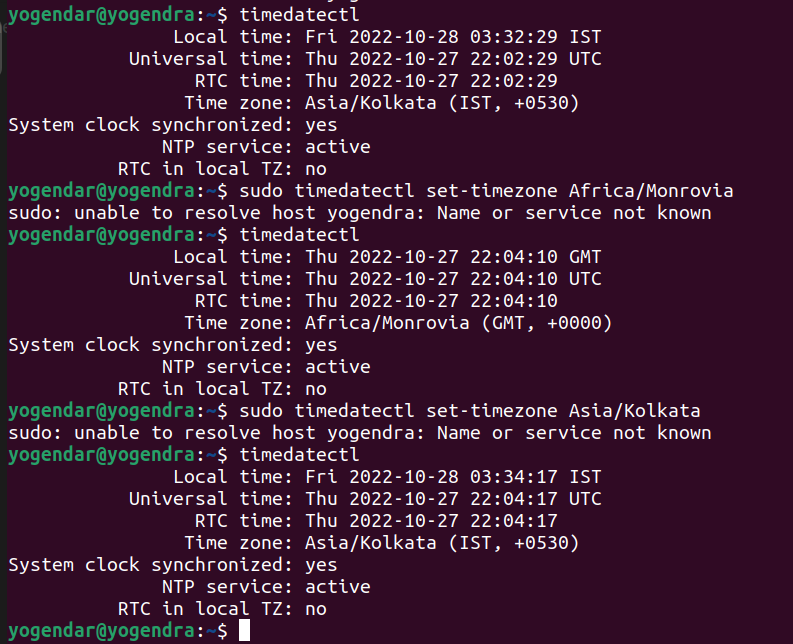 yogendar@yogendra:~$ timedatectl
Local time: Fri 2022-10-28 03:32:29 IST
Universal time: Thu 2022-10-27 22:02:29 UTC
RTC time: Thu 2022-10-27 22:02:29
Time zone: Asia/Kolkata (IST, +0530)
System clock synchronized: yes
NTP service: active
RTC in local TZ: no
yogendar@yogendra:~$ sudo timedatectl set-timezone Africa/Monrovia
sudo: unable to resolve host yogendra: Name or service not known
yogendar@yogendra:~$ timedatectl
Local time: Thu 2022-10-27 22:04:10 GMT
Universal time: Thu 2022-10-27 22:04:10 UTC
RTC time: Thu 2022-10-27 22:04:10
Time zone: Africa/Monrovia (GMT, +0000)
System clock synchronized: yes
NTP service: active
RTC in local TZ: no
yogendar@yogendra:~$ sudo timedatectl set-timezone Asia/Kolkata
sudo: unable to resolve host yogendra: Name or service not known
yogendar@yogendra:~$ timedatectl
Local time: Fri 2022-10-28 03:34:17 IST
Universal time: Thu 2022-10-27 22:04:17 UTC
RTC time: Thu 2022-10-27 22:04:17
Time zone: Asia/Kolkata (IST, +0530)
System clock synchronized: yes
NTP service: active
RTC in local TZ: no
yogendar@yogendra:~$